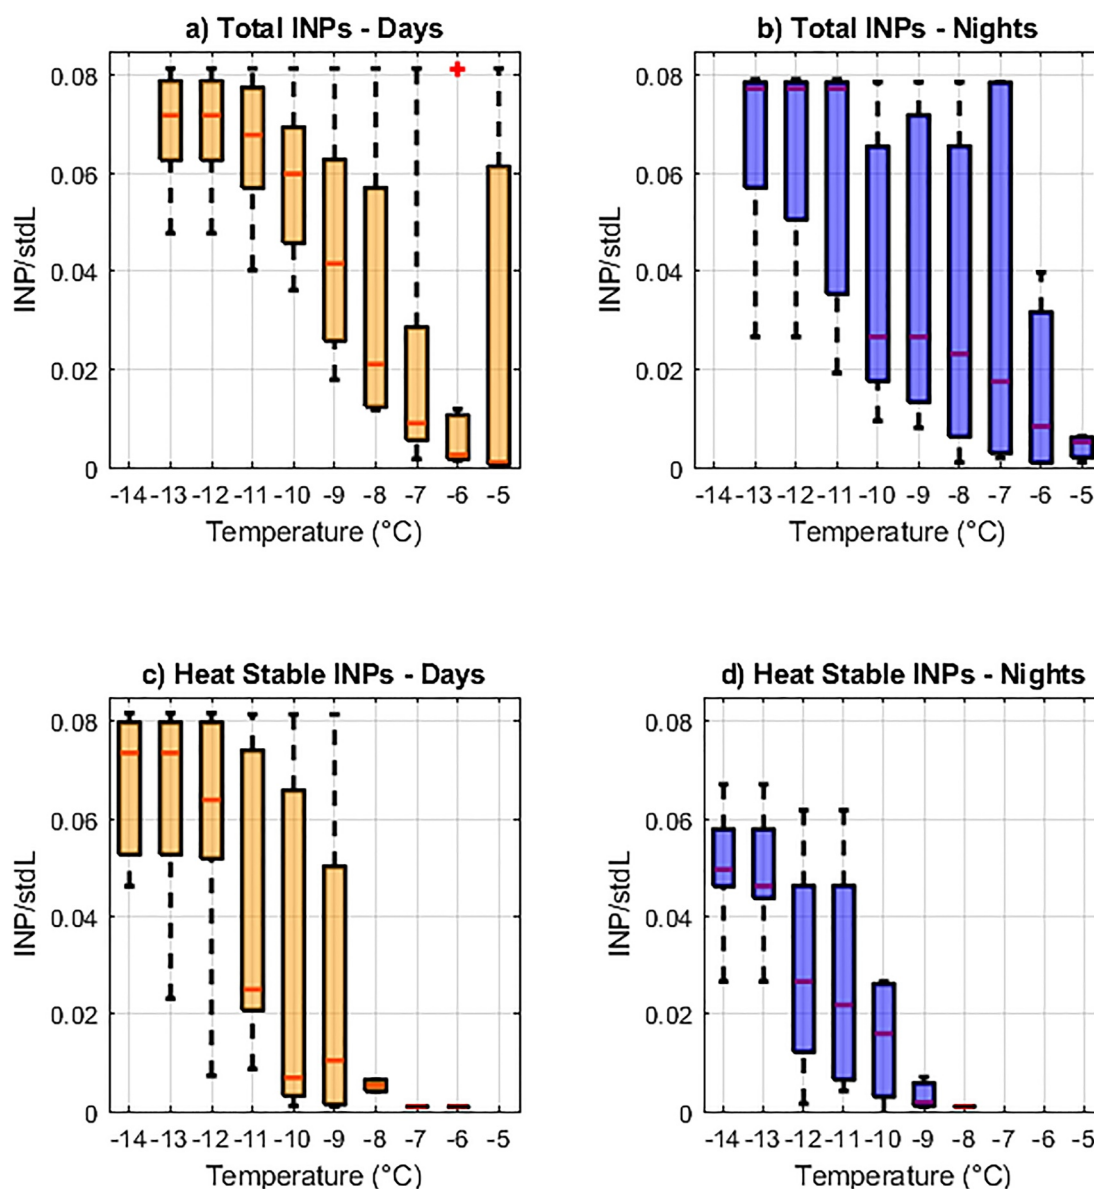 a) Total INPs - Days
b) Total INPs - Nights
0.08
0.06
0.04
0.02
0
INP/stdL
-14 -13 -12 -11 -10 -9 -8 -7 -6 -5
Temperature (°C)
0.08
0.06
0.04
0.02
0
INP/stdL
-14 -13 -12 -11 -10 -9 -8 -7 -6 -5
Temperature (°C)
c) Heat Stable INPs - Days
d) Heat Stable INPs - Nights
0.08
0.06
0.04
0.02
0
INP/stdL
-14 -13 -12 -11 -10 -9 -8 -7 -6 -5
Temperature (°C)
0.08
0.06
0.04
0.02
0
INP/stdL
-14 -13 -12 -11 -10 -9 -8 -7 -6 -5
Temperature (°C)